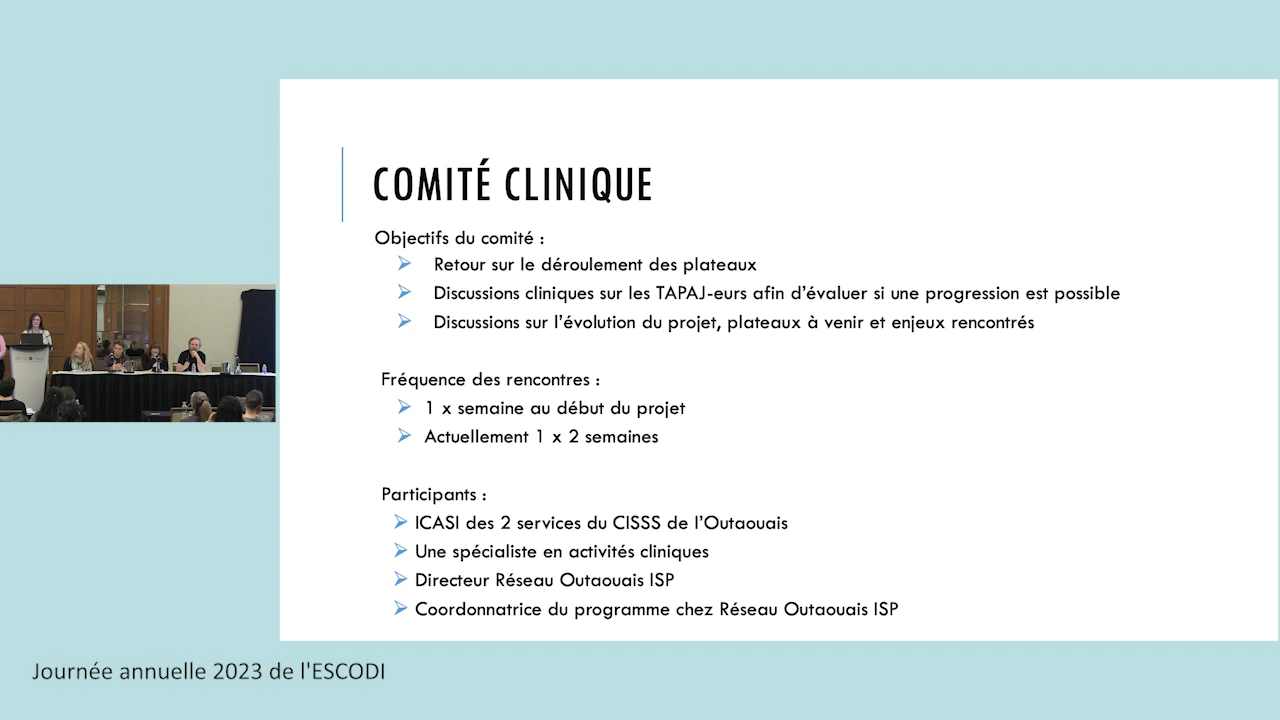 COMITÉ CLINIQUE
Objectifs du comité :
Retour sur le déroulement des plateaux
Discussions cliniques sur les TAPAJ-eurs afin d’évaluer si une progression est possible
Discussions sur l’évolution du projet, plateaux à venir et enjeux rencontrés
Fréquence des rencontres :
1 x semaine au début du projet
Actuellement 1 x 2 semaines
Participants :
ICASI des 2 services du CISSS de l’Outaouais
Une spécialiste en activités cliniques
Directeur Réseau Outaouais ISP
Coordonnatrice du programme chez Réseau Outaouais ISP
Journée annuelle 2023 de l'ESCODI